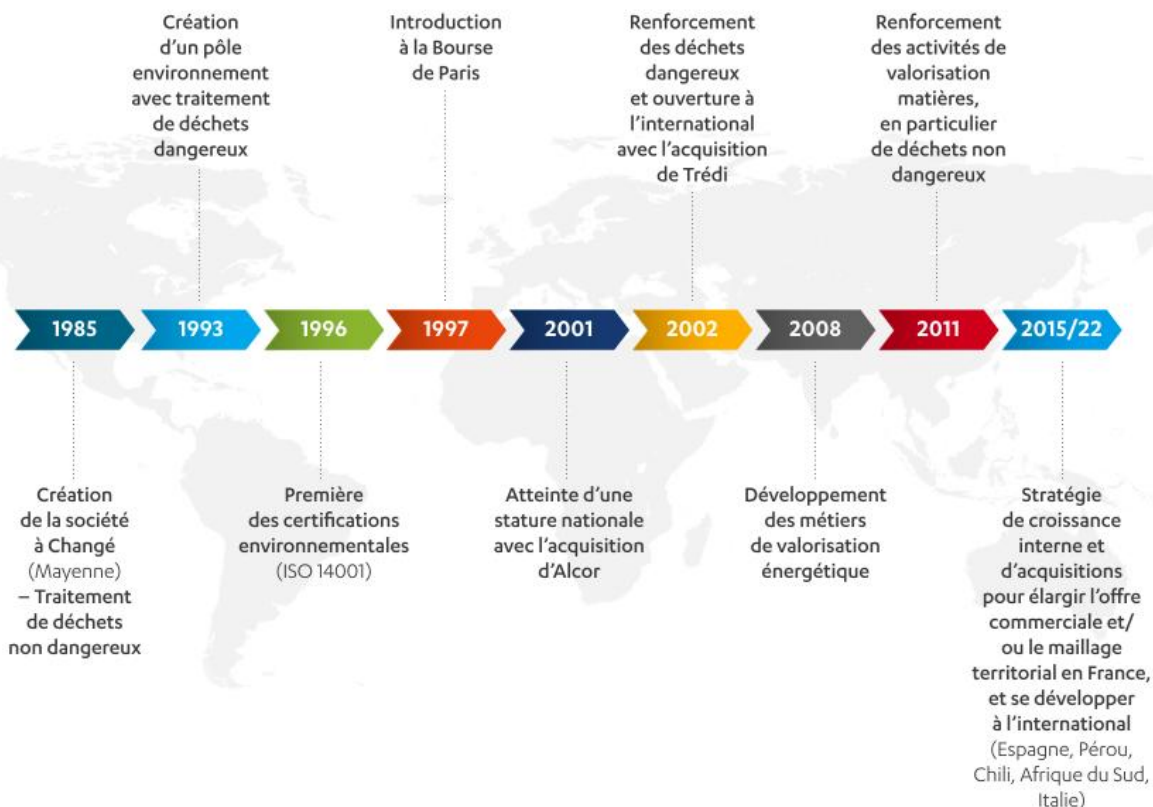 Création
d'un pôle
environnement
avec traitement
de déchets
dangereux
Introduction
à la Bourse
de Paris
Renforcement
des déchets
dangereux
et ouverture à
l'international
avec l'acquisition
de Trédi
Renforcement
des activités de
valorisation
matières,
en particulier
de déchets non
dangereux
1985
1993
1996
1997
2001
2002
2008
2011
2015/22
Création
de la société
à Changé
(Mayenne)
– Traitement
de déchets
non dangereux
Première
des certifications
environnementales
(ISO 14001)
Atteinte d'une
stature nationale
avec l'acquisition
d'Alcor
Développement
des métiers
de valorisation
énergétique
Stratégie
de croissance
interne et
d'acquisitions
pour élargir l'offre
commerciale et/
ou le maillage
territorial en France,
et se développer
à l'international
(Espagne, Pérou,
Chili, Afrique du Sud,
Italie)